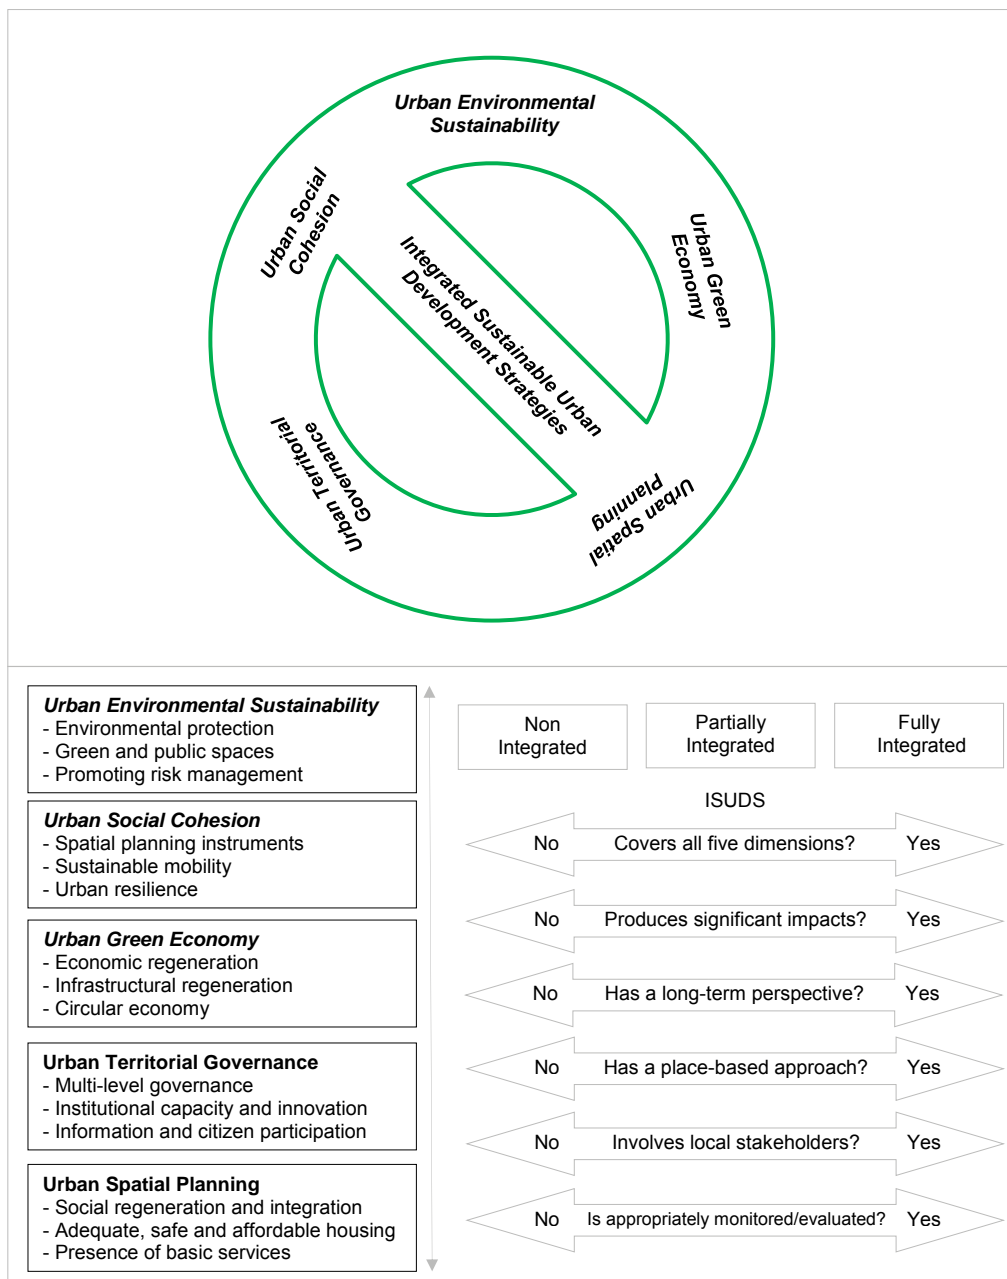 Urban Environmental
Sustainability
Urban Social
Cohesion
Urban Green
Economy
Integrated Sustainable Urban
Development Strategies
Urban Territorial
Governance
Urban Spatial
Planning
Urban Environmental Sustainability
- Environmental protection
- Green and public spaces
- Promoting risk management
Urban Social Cohesion
- Spatial planning instruments
- Sustainable mobility
- Urban resilience
Urban Green Economy
- Economic regeneration
- Infrastructural regeneration
- Circular economy
Urban Territorial Governance
- Multi-level governance
- Institutional capacity and innovation
- Information and citizen participation
Urban Spatial Planning
- Social regeneration and integration
- Adequate, safe and affordable housing
- Presence of basic services
Non
Integrated
Partially
Integrated
Fully
Integrated
ISUDS
No Covers all five dimensions? Yes
No Produces significant impacts? Yes
No Has a long-term perspective? Yes
No Has a place-based approach? Yes
No Involves local stakeholders? Yes
No Is appropriately monitored/evaluated? Yes